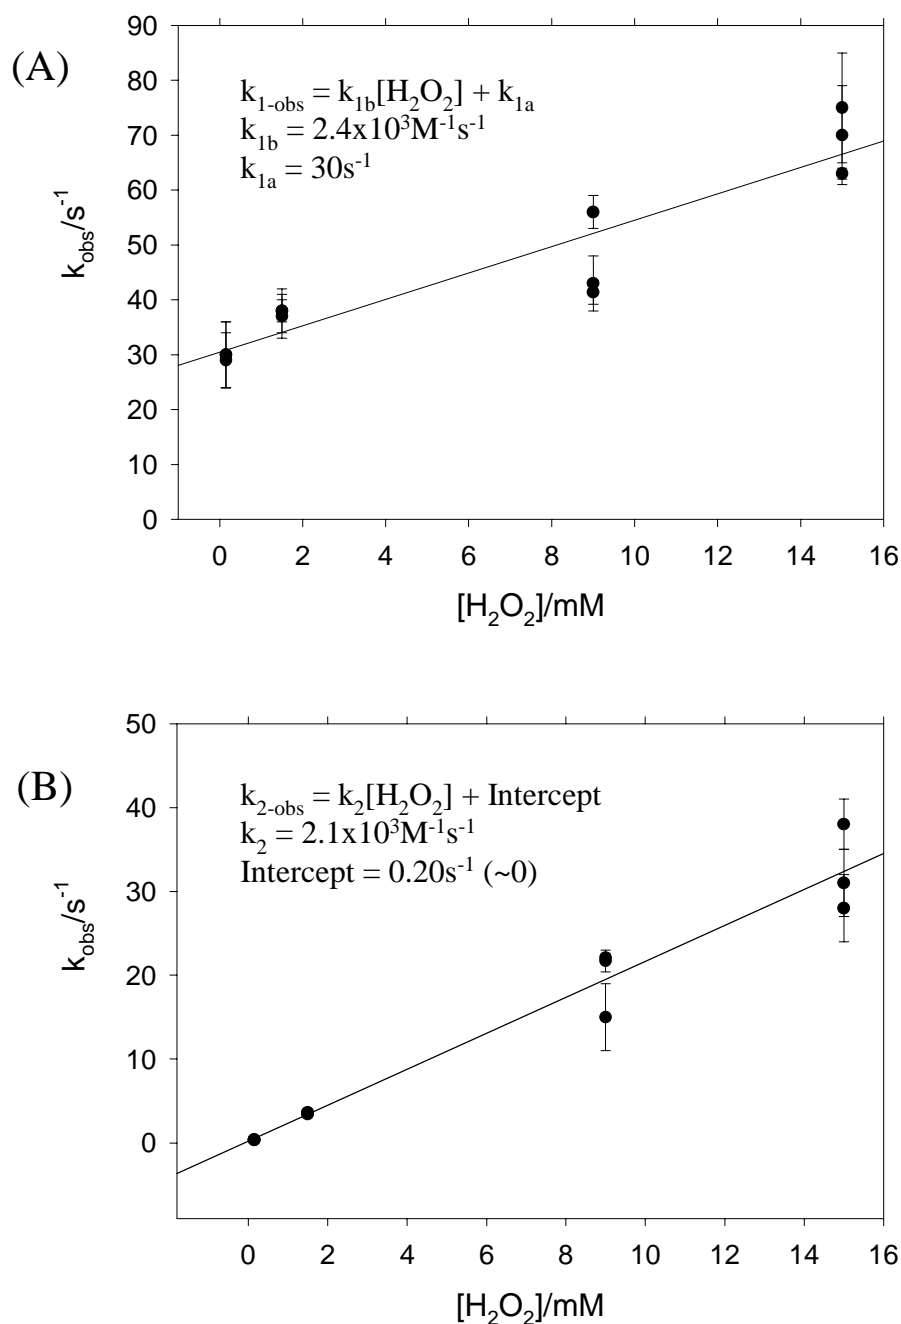 (A)
k₁₋obs = k₁b[H₂O₂] + k₁a
k₁b = 2.4x10³M⁻¹s⁻¹
k₁a = 30s⁻¹
kobs/s⁻¹
90
80
70
60
50
40
30
20
10
0
0 2 4 6 8 10 12 14 16
[H₂O₂]/mM
(B)
k₂₋obs = k₂[H₂O₂] + Intercept
k₂ = 2.1x10³M⁻¹s⁻¹
Intercept = 0.20s⁻¹ (~0)
kobs/s⁻¹
50
40
30
20
10
0
0 2 4 6 8 10 12 14 16
[H₂O₂]/mM